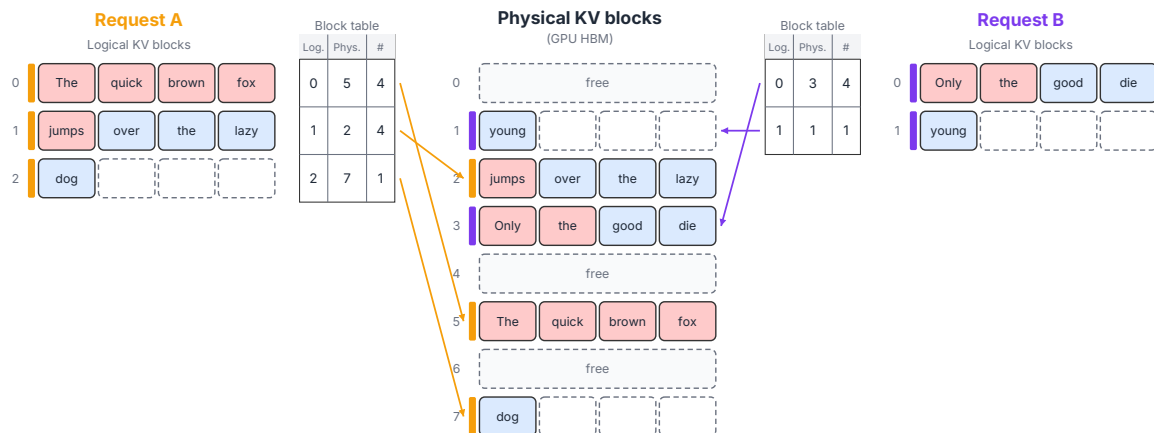 Request A
Logical KV blocks
0 The quick brown fox
1 jumps over the lazy
2 dog
Block table
Log. Phys. #
0 5 4
1 2 4
2 7 1
Physical KV blocks
(GPU HBM)
0 free
1 young
2 jumps over the lazy
3 Only the good die
4 free
5 The quick brown fox
6 free
7 dog
Block table
Log. Phys. #
0 3 4
1 1 1
Request B
Logical KV blocks
0 Only the good die
1 young